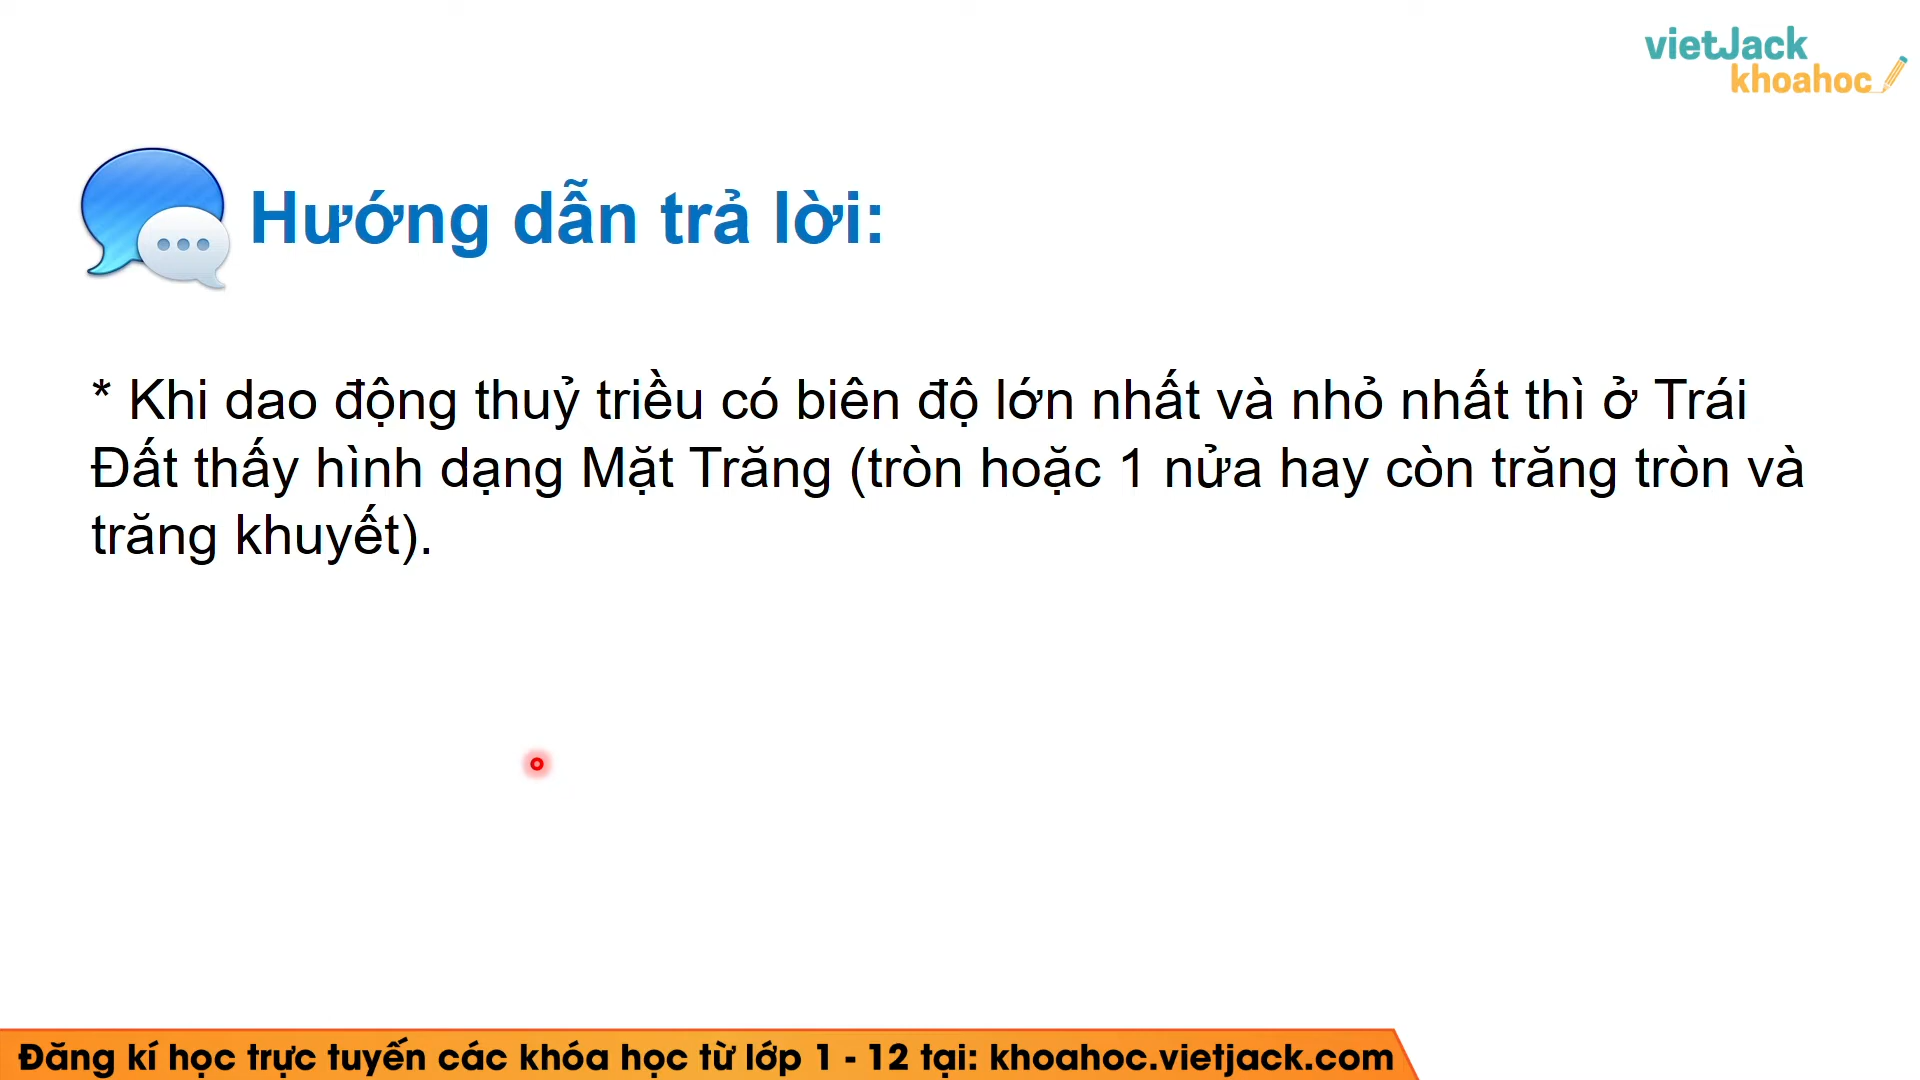 vietJack
khoahoc
Hướng dẫn trả lời:
* Khi dao động thuỷ triều có biên độ lớn nhất và nhỏ nhất thì ở Trái
Đất thấy hình dạng Mặt Trăng (tròn hoặc 1 nửa hay còn trăng tròn và
trăng khuyết).
Đăng kí học trực tuyến các khóa học từ lớp 1 - 12 tại: khoahoc.vietjack.com